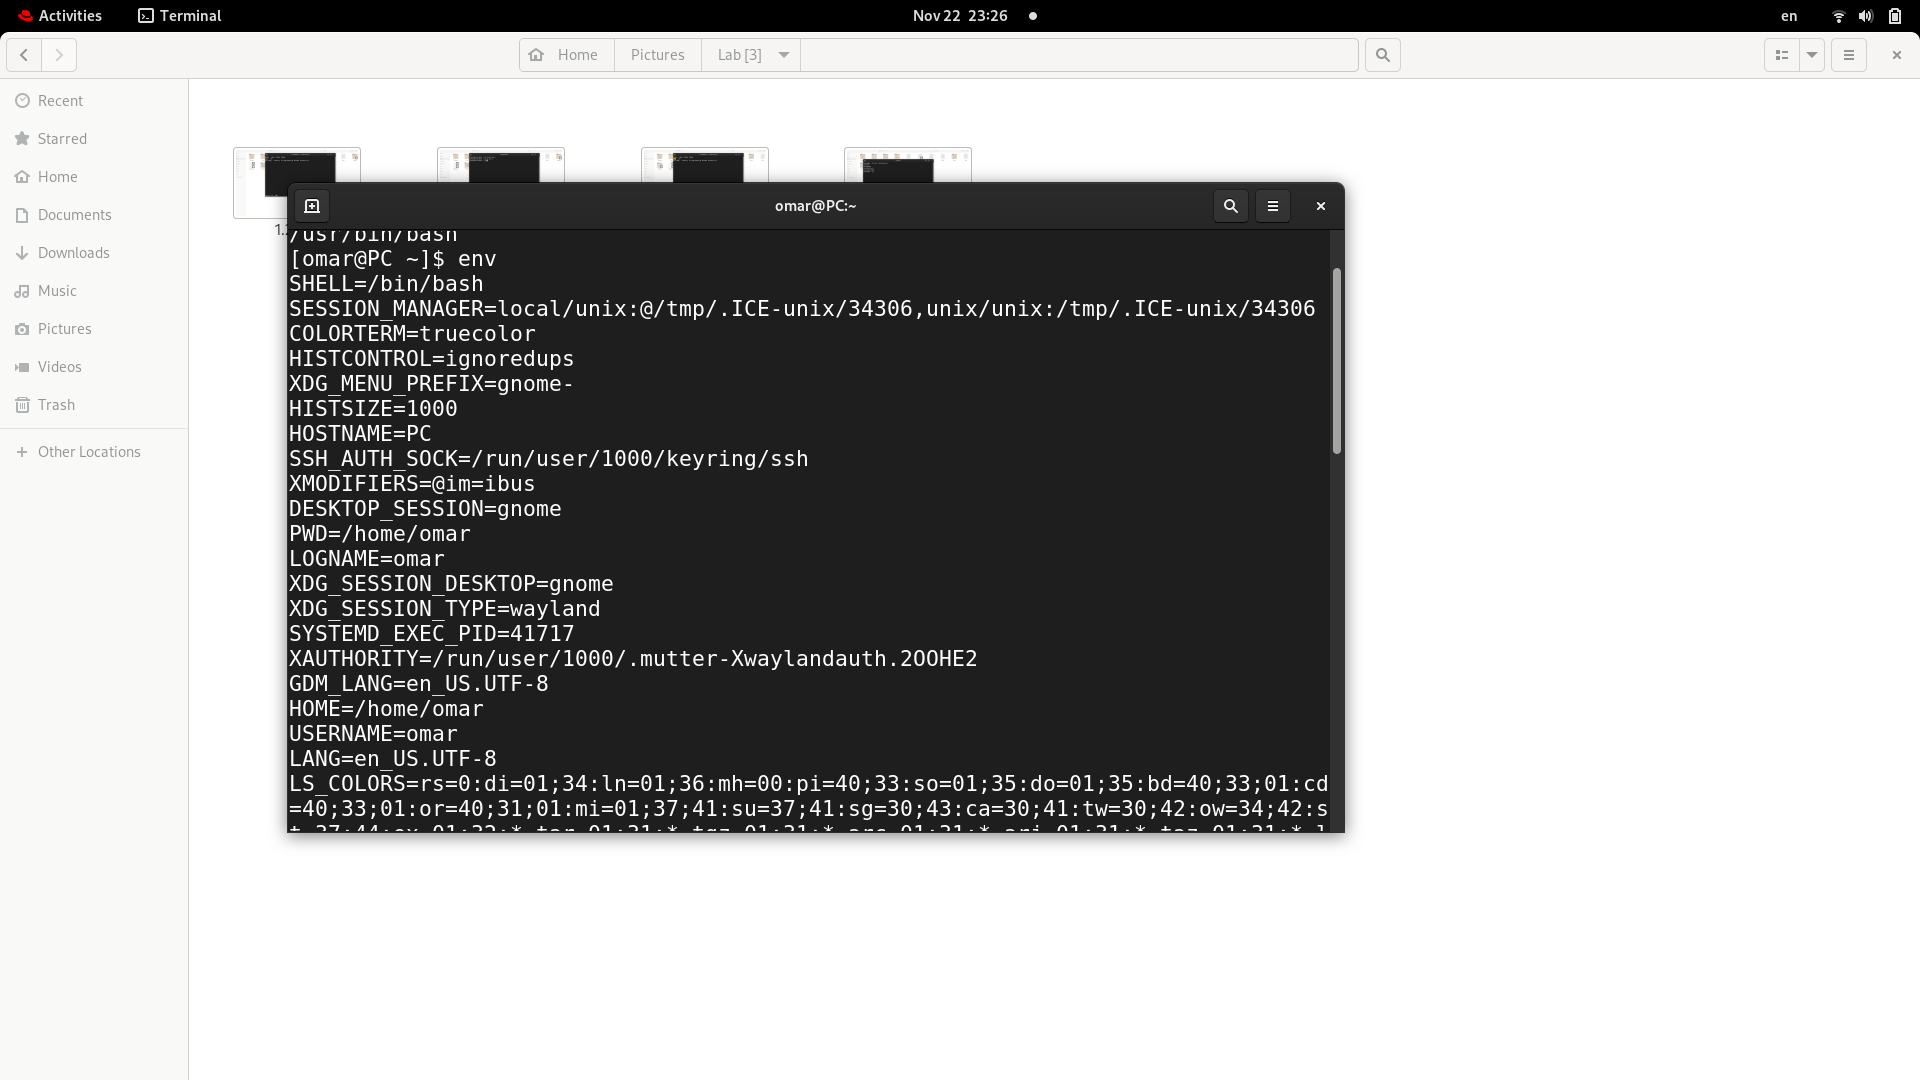 Activities
Terminal
Nov 22 23:26
en
Home
Pictures
Lab [3]
Recent
Starred
Home
Documents
Downloads
Music
Pictures
Videos
Trash
Other Locations
omar@PC:~
/usr/bin/bash
[omar@PC ~]$ env
SHELL=/bin/bash
SESSION_MANAGER=local/unix:@/tmp/.ICE-unix/34306,unix/unix:/tmp/.ICE-unix/34306
COLORTERM=truecolor
HISTCONTROL=ignoredups
XDG_MENU_PREFIX=gnome-
HISTSIZE=1000
HOSTNAME=PC
SSH_AUTH_SOCK=/run/user/1000/keyring/ssh
XMODIFIERS=@im=ibus
DESKTOP_SESSION=gnome
PWD=/home/omar
LOGNAME=omar
XDG_SESSION_DESKTOP=gnome
XDG_SESSION_TYPE=wayland
SYSTEMD_EXEC_PID=41717
XAUTHORITY=/run/user/1000/.mutter-Xwaylandauth.2OOHE2
GDM_LANG=en_US.UTF-8
HOME=/home/omar
USERNAME=omar
LANG=en_US.UTF-8
LS_COLORS=rs=0:di=01;34:ln=01;36:mh=00:pi=40;33:so=01;35:do=01;35:bd=40;33;01:cd
=40;33;01:or=40;31;01:mi=01;37;41:su=37;41:sg=30;43:ca=30;41:tw=30;42:ow=34;42:s